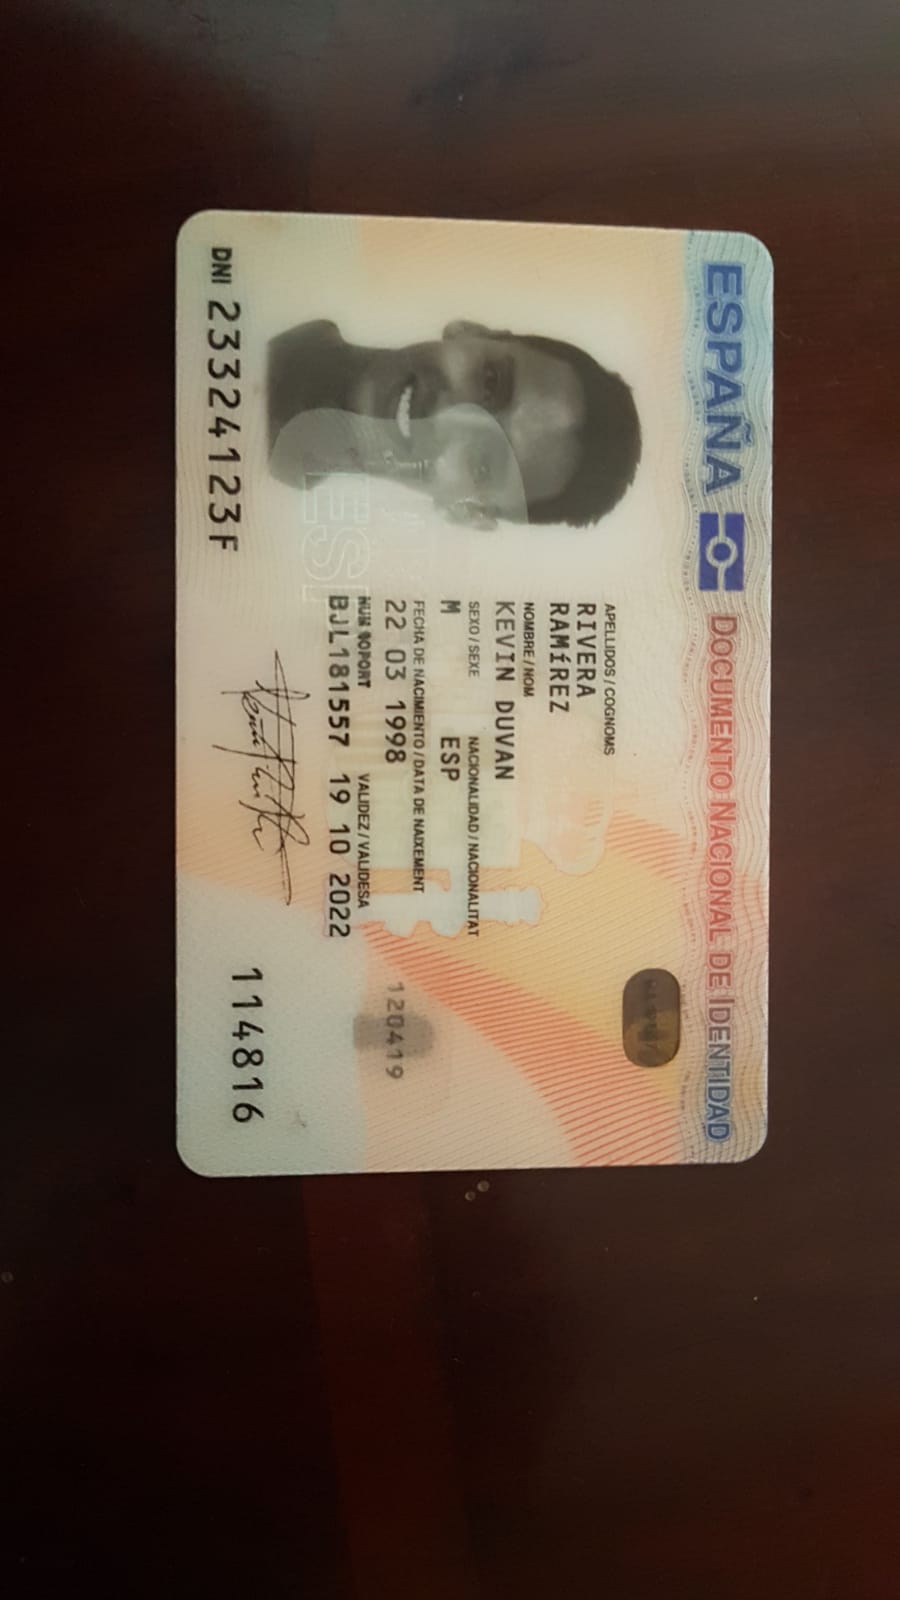 ESPAÑA DOCUMENTO NACIONAL DE IDENTIDAD
APELLIDOS / COGNOMS
RIVERA
RAMÍREZ
NOMBRE / NOM
KEVIN DUVAN
SEXO / SEXE NACIONALIDAD / NACIONALITAT
M ESP
FECHA DE NACIMIENTO / DATA DE NAIXEMENT
22 03 1998
120419
NUM SOPORT VALIDEZ / VALIDESA
BJL181557 19 10 2022
DNI 23324123F
114816